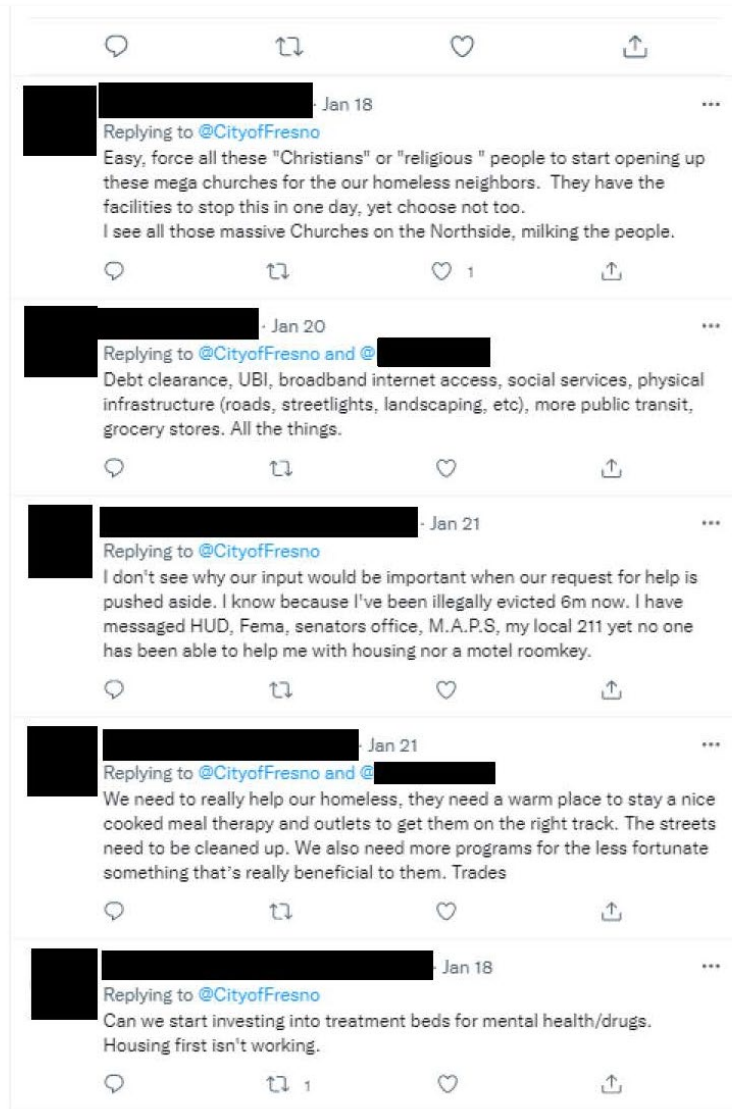 Jan 18
Replying to @CityofFresno
Easy, force all these "Christians" or "religious " people to start opening up
these mega churches for the our homeless neighbors. They have the
facilities to stop this in one day, yet choose not too.
I see all those massive Churches on the Northside, milking the people.
1
· Jan 20
Replying to @CityofFresno and @
Debt clearance, UBI, broadband internet access, social services, physical
infrastructure (roads, streetlights, landscaping, etc), more public transit,
grocery stores. All the things.
· Jan 21
Replying to @CityofFresno
I don't see why our input would be important when our request for help is
pushed aside. I know because I've been illegally evicted 6m now. I have
messaged HUD, Fema, senators office, M.A.P.S, my local 211 yet no one
has been able to help me with housing nor a motel roomkey.
Jan 21
Replying to @CityofFresno and @
We need to really help our homeless, they need a warm place to stay a nice
cooked meal therapy and outlets to get them on the right track. The streets
need to be cleaned up. We also need more programs for the less fortunate
something that's really beneficial to them. Trades
Jan 18
Replying to @CityofFresno
Can we start investing into treatment beds for mental health/drugs.
Housing first isn't working.
1